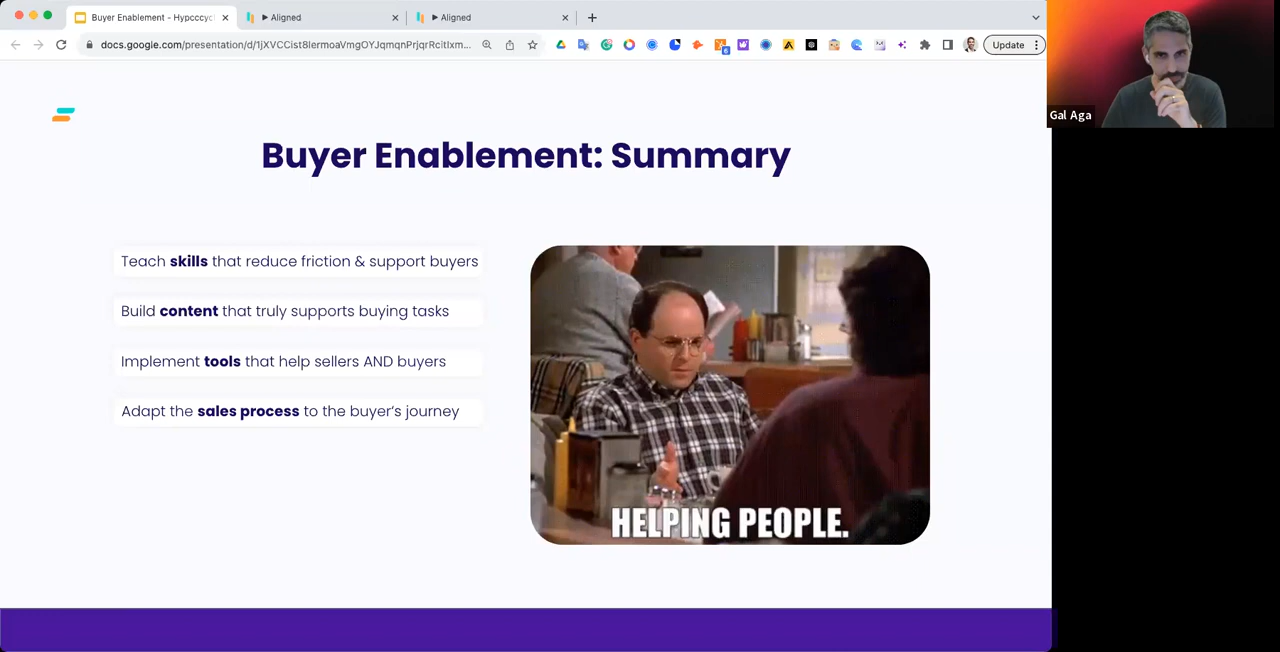 Buyer Enablement - Hypcccyc
Aligned
Aligned
docs.google.com/presentation/d/1jXVCCist8IermoaVmgOYJqmqnPrjqrRcitlxm...
Update
Gal Aga
Buyer Enablement: Summary
Teach skills that reduce friction & support buyers
Build content that truly supports buying tasks
Implement tools that help sellers AND buyers
Adapt the sales process to the buyer's journey
HELPING PEOPLE.